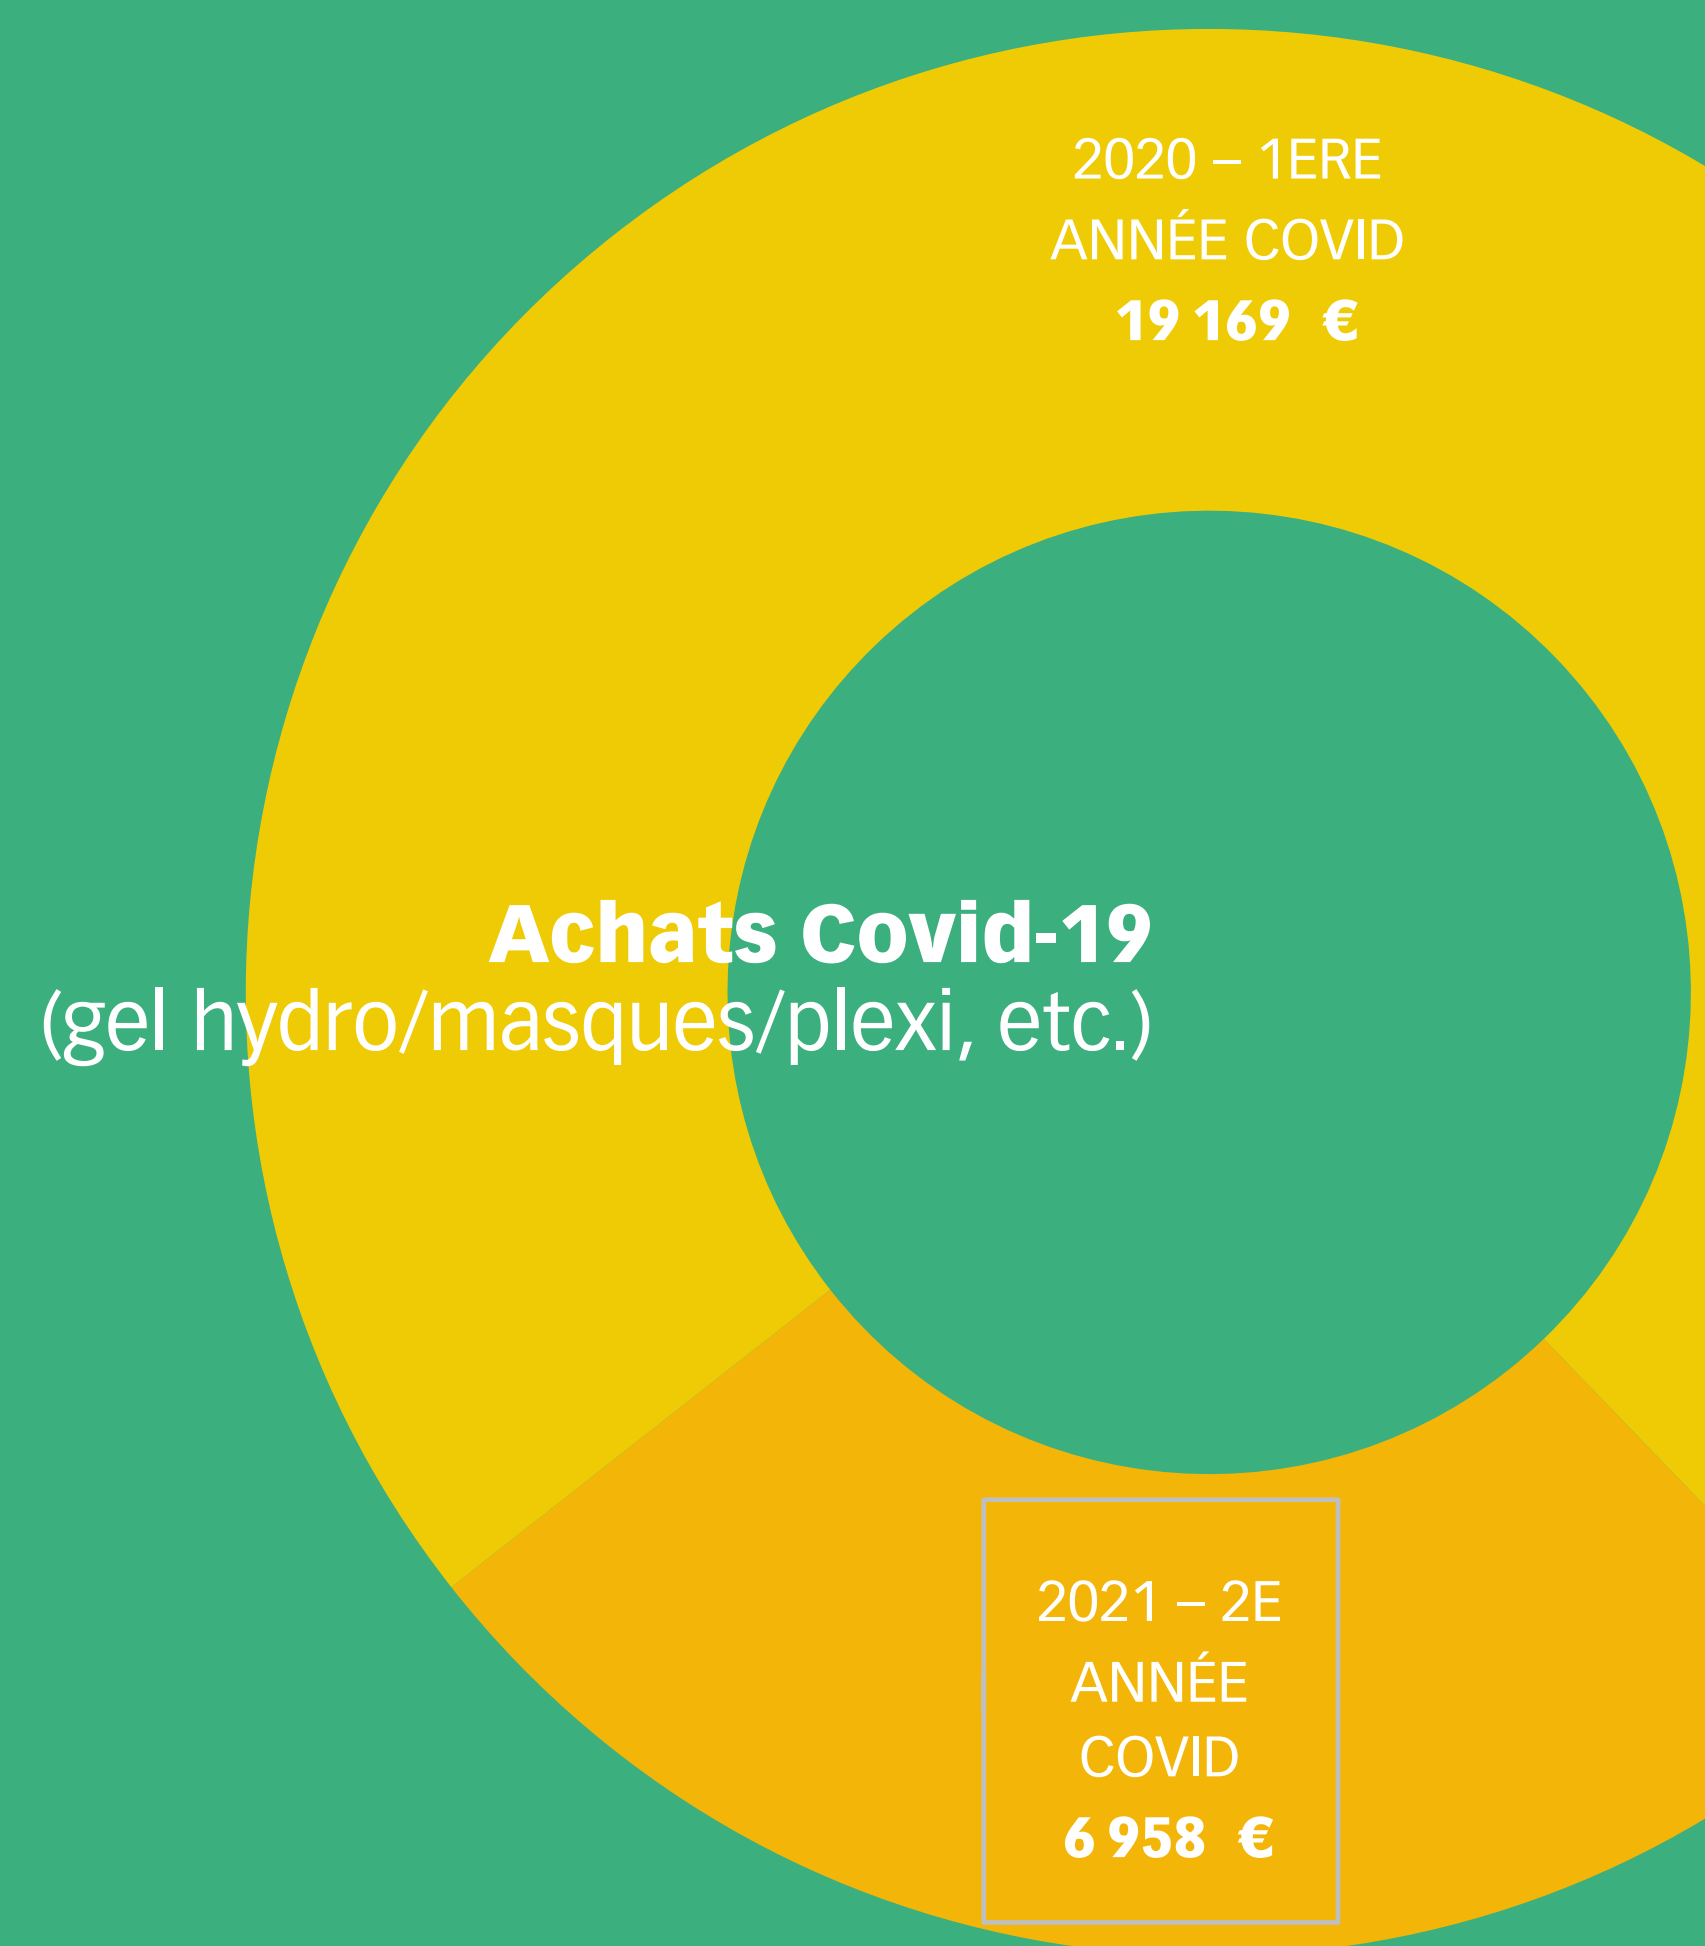 2020 – 1ERE
ANNÉE COVID
19 169 €
Achats Covid-19
(gel hydro/masques/plexi, etc.)
2021 – 2E
ANNÉE
COVID
6 958 €